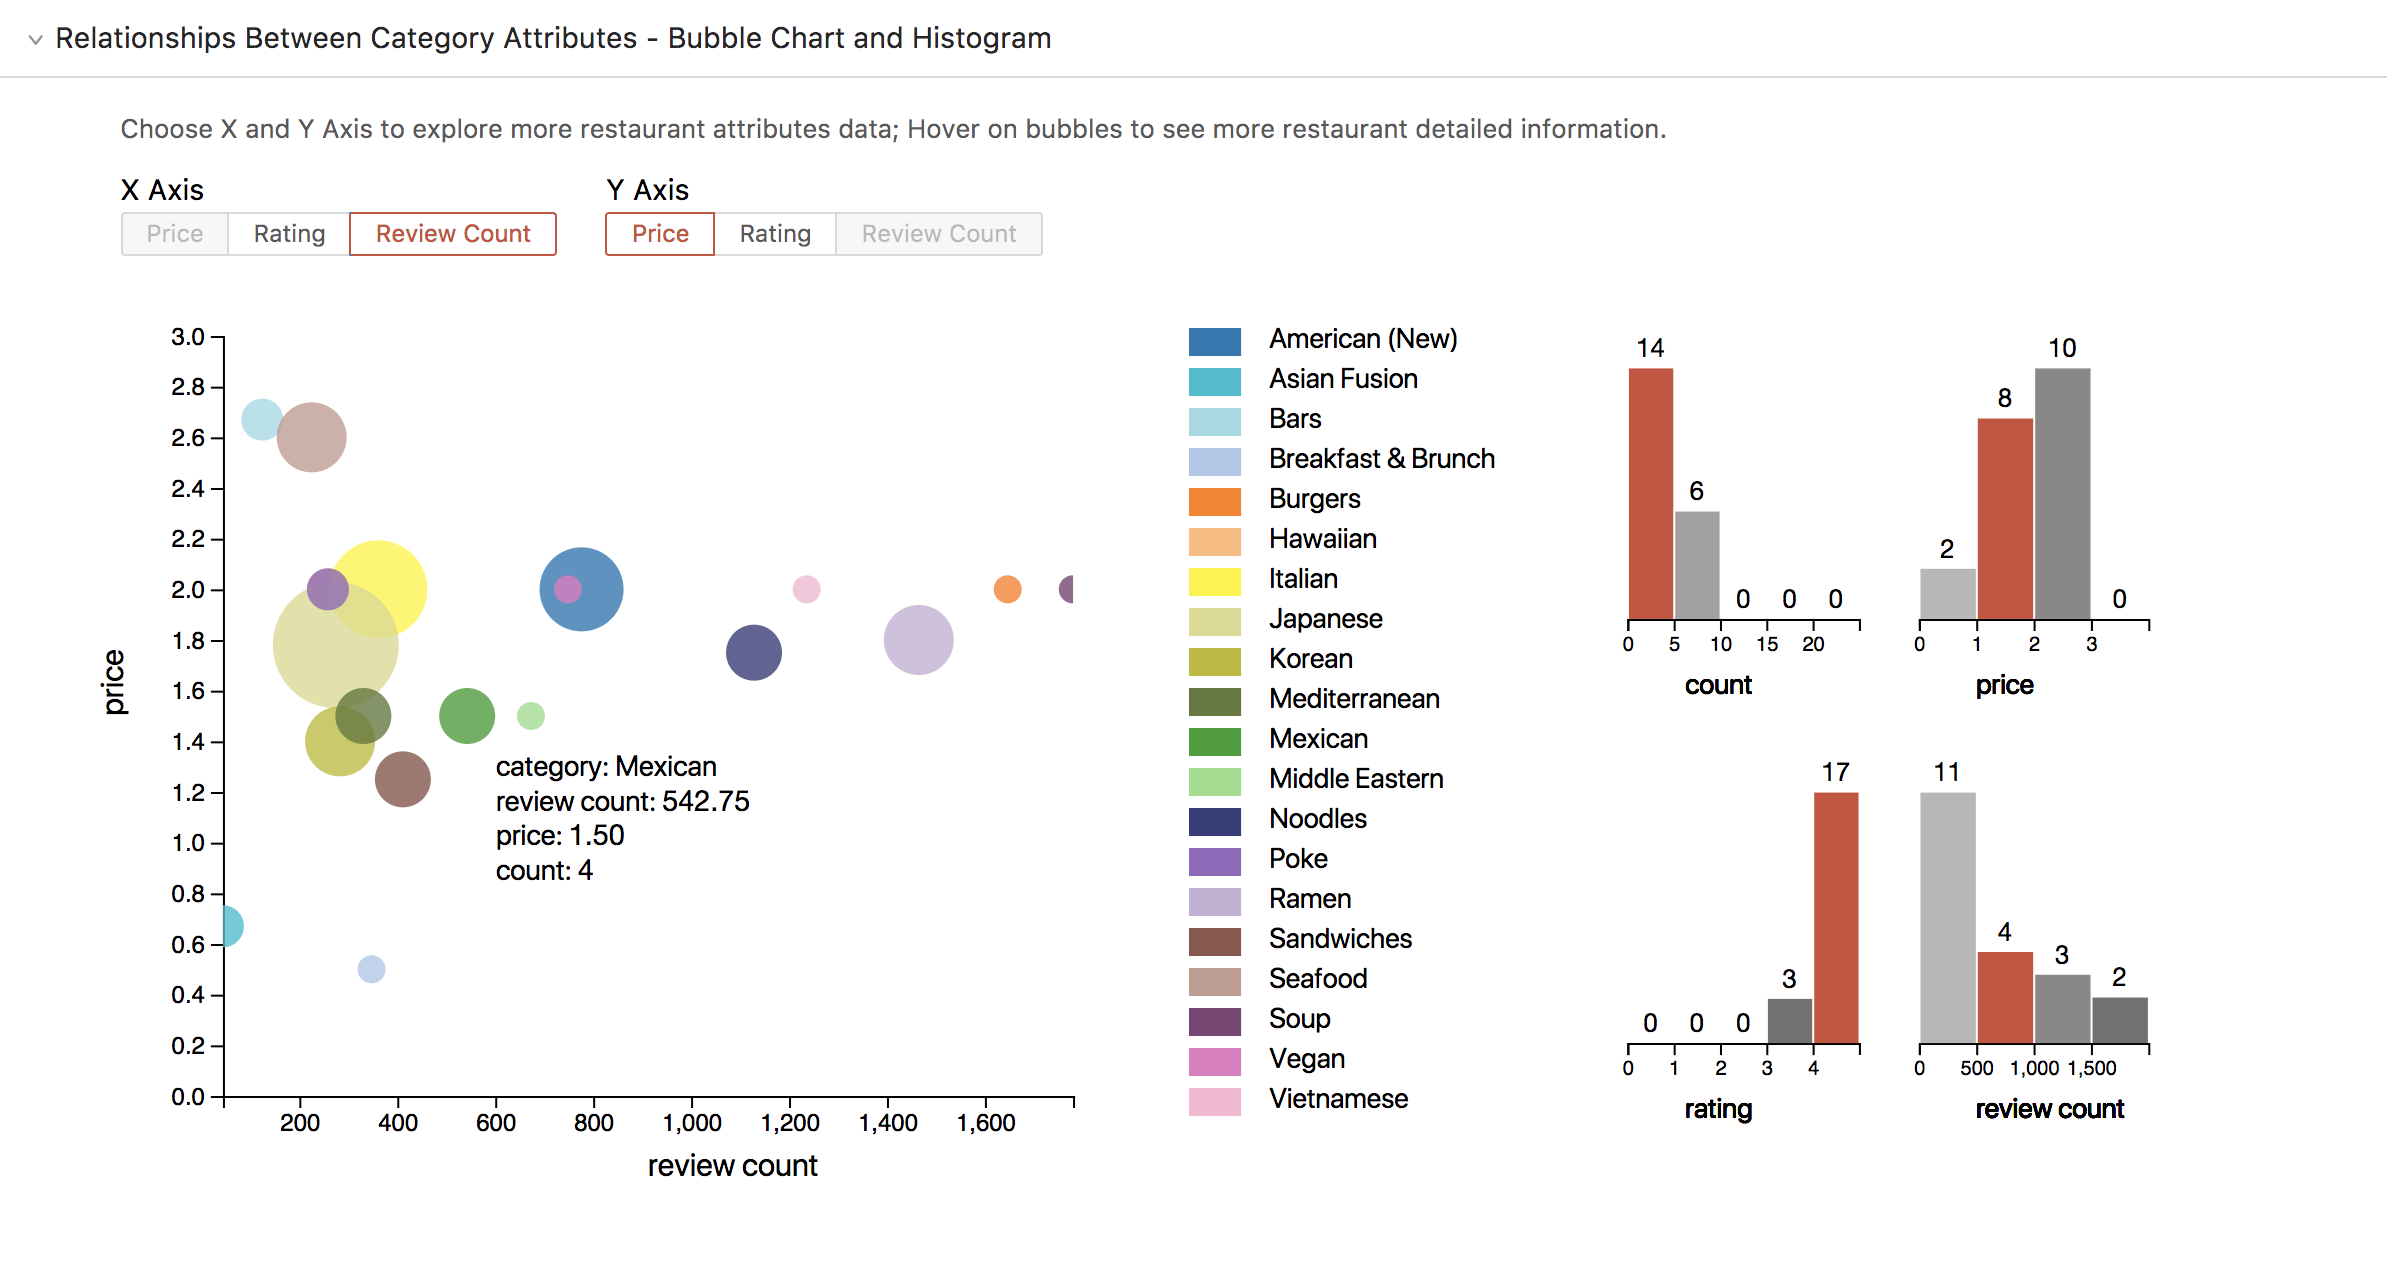 Relationships Between Category Attributes - Bubble Chart and Histogram
Choose X and Y Axis to explore more restaurant attributes data; Hover on bubbles to see more restaurant detailed information.
X Axis
Price Rating Review Count
Y Axis
Price Rating Review Count
3.0
2.8
2.6
2.4
2.2
2.0
1.8
1.6
1.4
1.2
1.0
0.8
0.6
0.4
0.2
0.0
price
200 400 600 800 1,000 1,200 1,400 1,600
review count
category: Mexican
review count: 542.75
price: 1.50
count: 4
American (New)
Asian Fusion
Bars
Breakfast & Brunch
Burgers
Hawaiian
Italian
Japanese
Korean
Mediterranean
Mexican
Middle Eastern
Noodles
Poke
Ramen
Sandwiches
Seafood
Soup
Vegan
Vietnamese
14 6 0 0 0
0 5 10 15 20
count
2 8 10 0
0 1 2 3
price
0 0 0 3 17
0 1 2 3 4
rating
11 4 3 2
0 500 1,000 1,500
review count